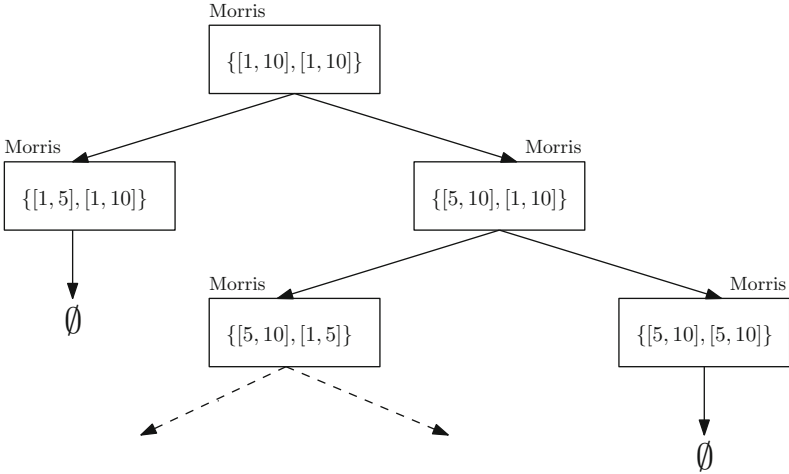 Morris
{[1, 10], [1, 10]}
Morris
Morris
{[1, 5], [1, 10]}
{[5, 10], [1, 10]}
Morris
Morris
∅
{[5, 10], [1, 5]}
{[5, 10], [5, 10]}
∅